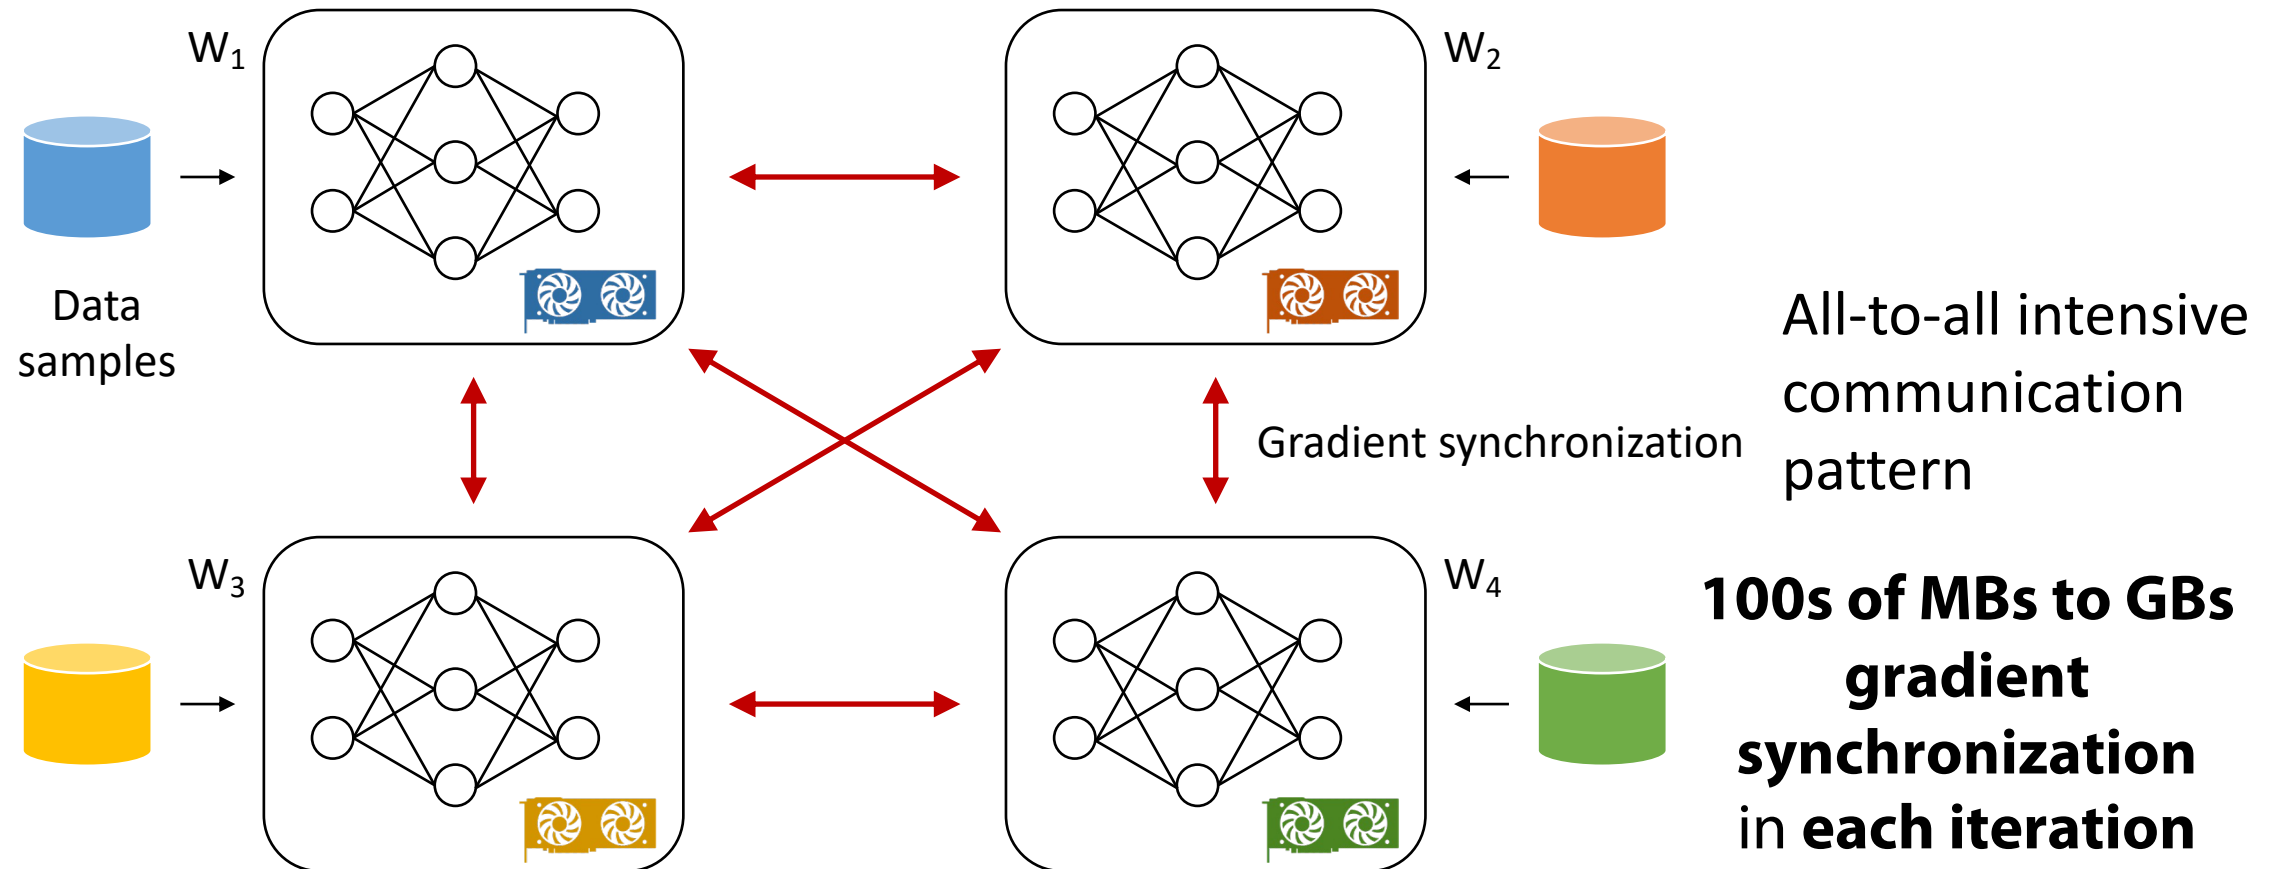 W₁
W₂
Data
samples
All-to-all intensive
communication
pattern
Gradient synchronization
W₃
W₄
100s of MBs to GBs
gradient
synchronization
in each iteration